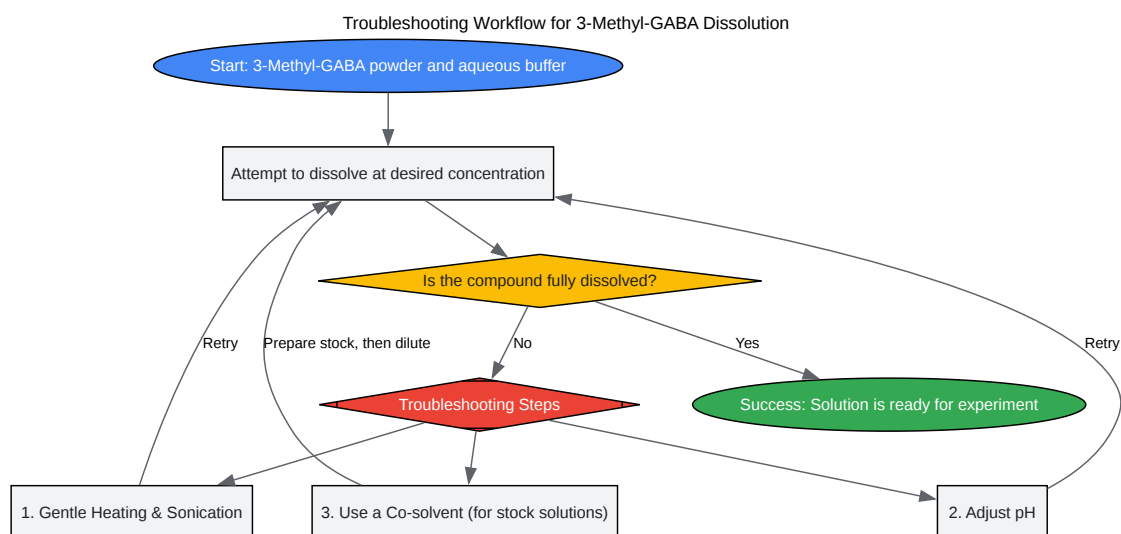 Troubleshooting Workflow for 3-Methyl-GABA Dissolution
Start: 3-Methyl-GABA powder and aqueous buffer
Attempt to dissolve at desired concentration
Is the compound fully dissolved?
Retry
Prepare stock, then dilute
No
Yes
Retry
Troubleshooting Steps
Success: Solution is ready for experiment
1. Gentle Heating & Sonication
3. Use a Co-solvent (for stock solutions)
2. Adjust pH